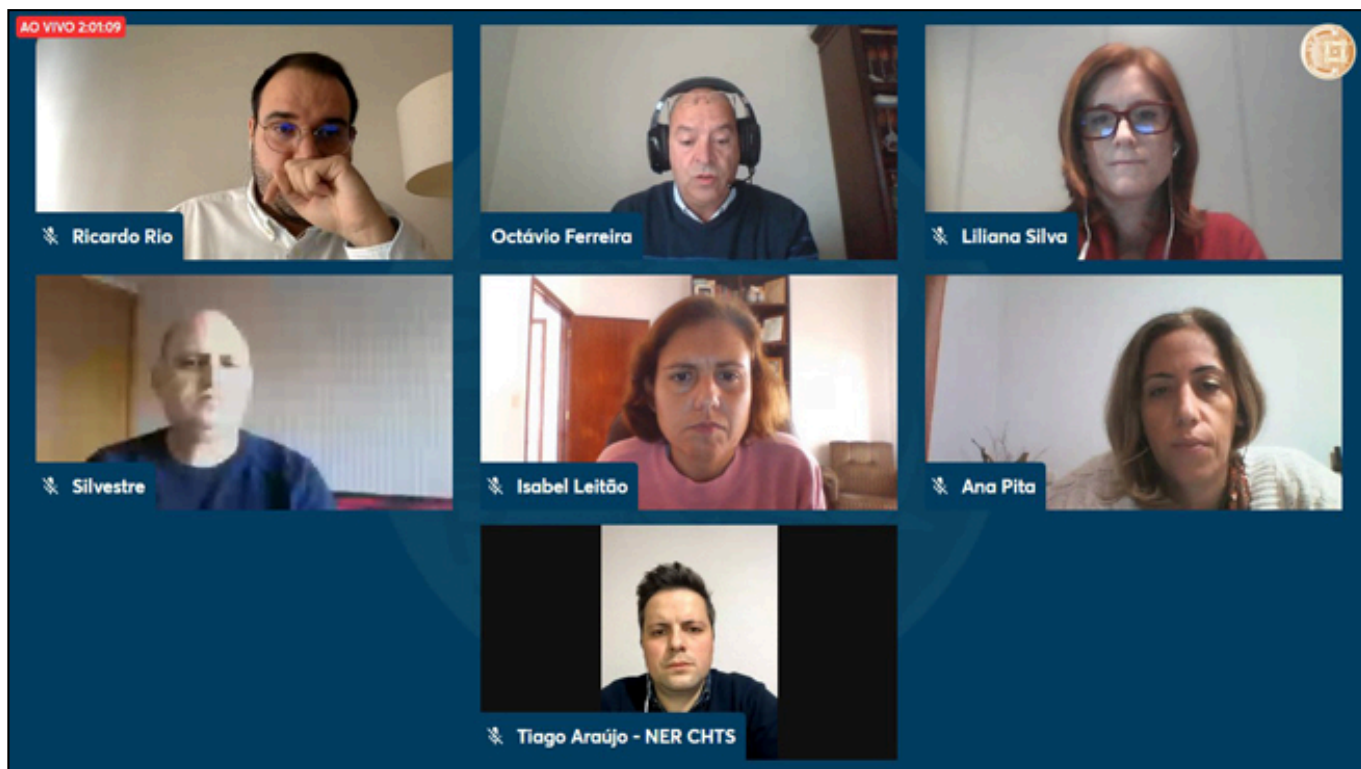 AO VIVO 2:01:09
Ricardo Rio
Octávio Ferreira
Liliana Silva
Silvestre
Isabel Leitão
Ana Pita
Tiago Araújo - NER CHTS